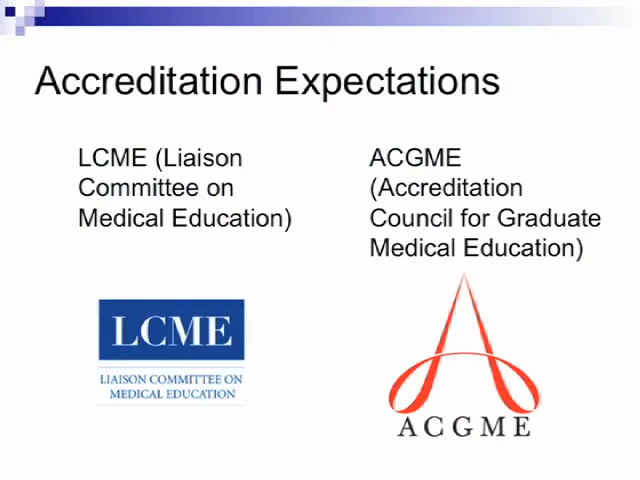 Accreditation Expectations
LCME (Liaison
Committee on
Medical Education)
ACGME
(Accreditation
Council for Graduate
Medical Education)
LCME
LIAISON COMMITTEE ON
MEDICAL EDUCATION
ACGME